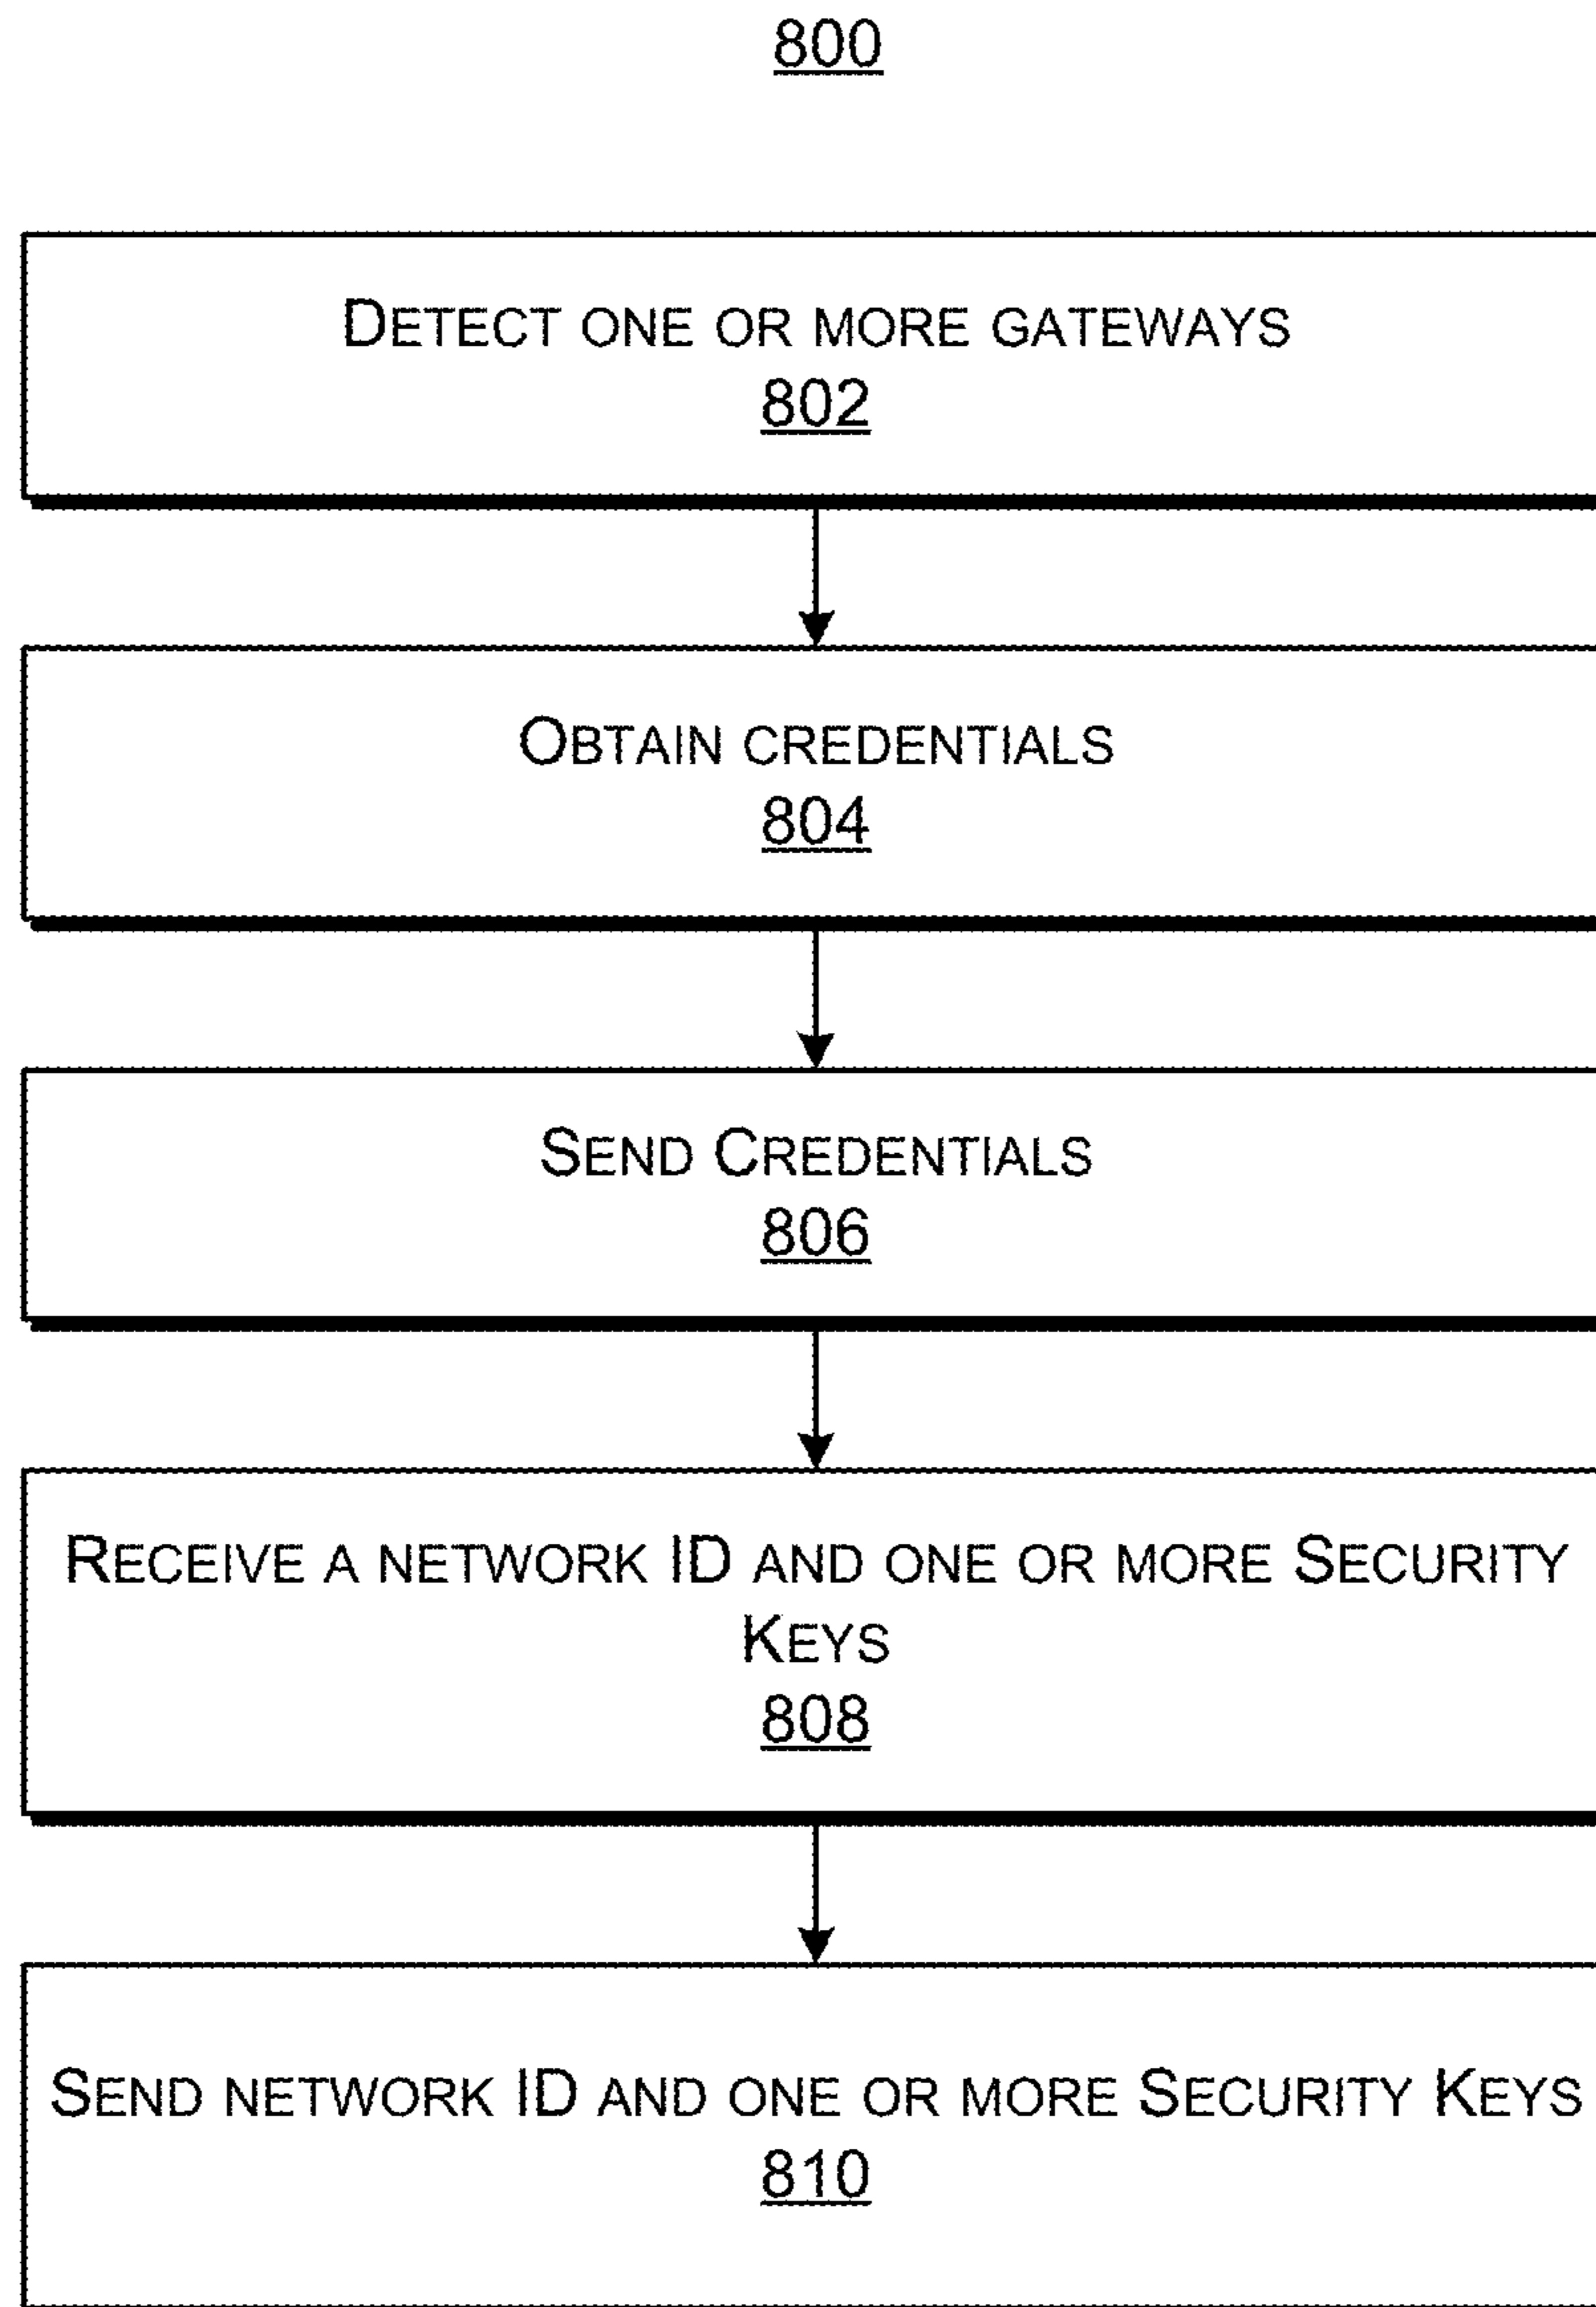 800
DETECT ONE OR MORE GATEWAYS
802
OBTAIN CREDENTIALS
804
SEND CREDENTIALS
806
RECEIVE A NETWORK ID AND ONE OR MORE SECURITY
KEYS
808
SEND NETWORK ID AND ONE OR MORE SECURITY KEYS
810